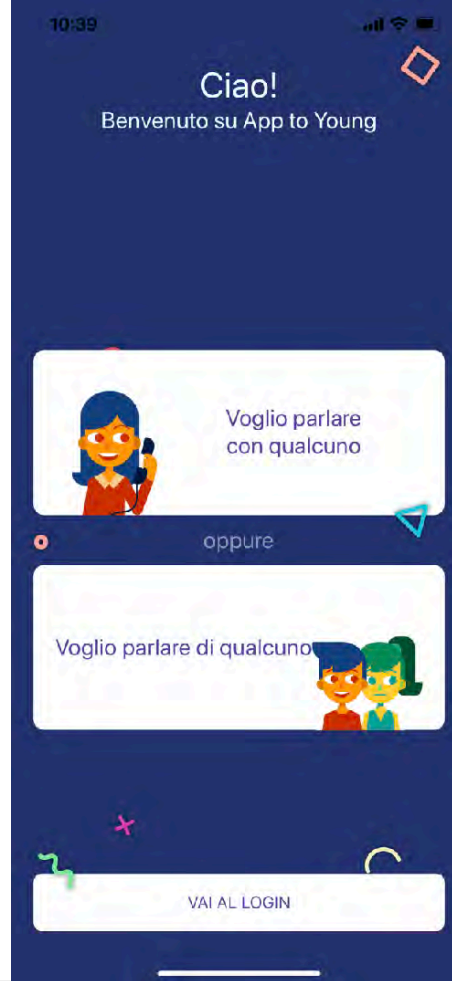 10:39
Ciao!
Benvenuto su App to Young
Voglio parlare
con qualcuno
oppure
Voglio parlare di qualcuno
VAI AL LOGIN